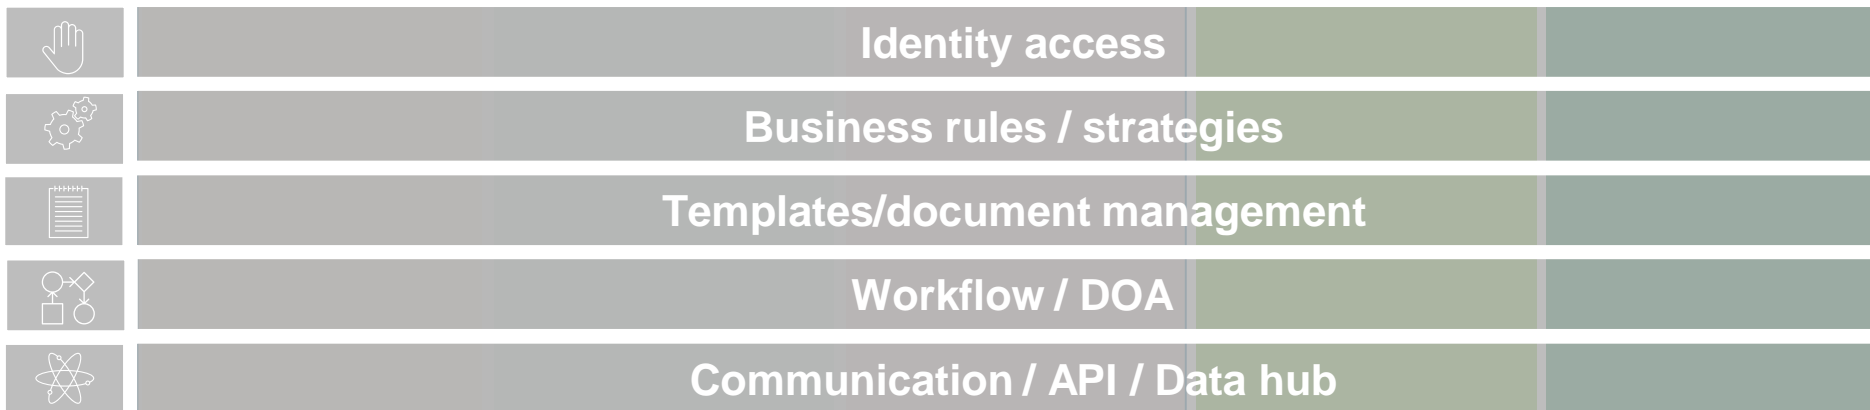 Identity access
Business rules / strategies
Templates/document management
Workflow / DOA
Communication / API / Data hub